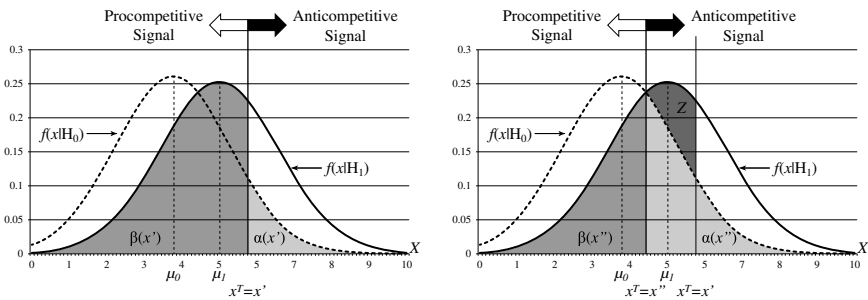 Procompetitive Signal
Anticompetitive Signal
0.3
0.25
0.2
0.15
0.1
0.05
0
f(x|H₀)
f(x|H₁)
β(x')
α(x')
0 1 2 3 4 5 5 7 8 9 10
X
μ₀ μ₁
xᵀ=x'
Procompetitive Signal
Anticompetitive Signal
0.3
0.25
0.2
0.15
0.1
0.05
0
Z
f(x|H₀)
f(x|H₁)
β(x'')
α(x'')
0 1 2 3 4 5 5 7 8 9 10
X
μ₀ μ₁
xᵀ=x'' xᵀ=x'